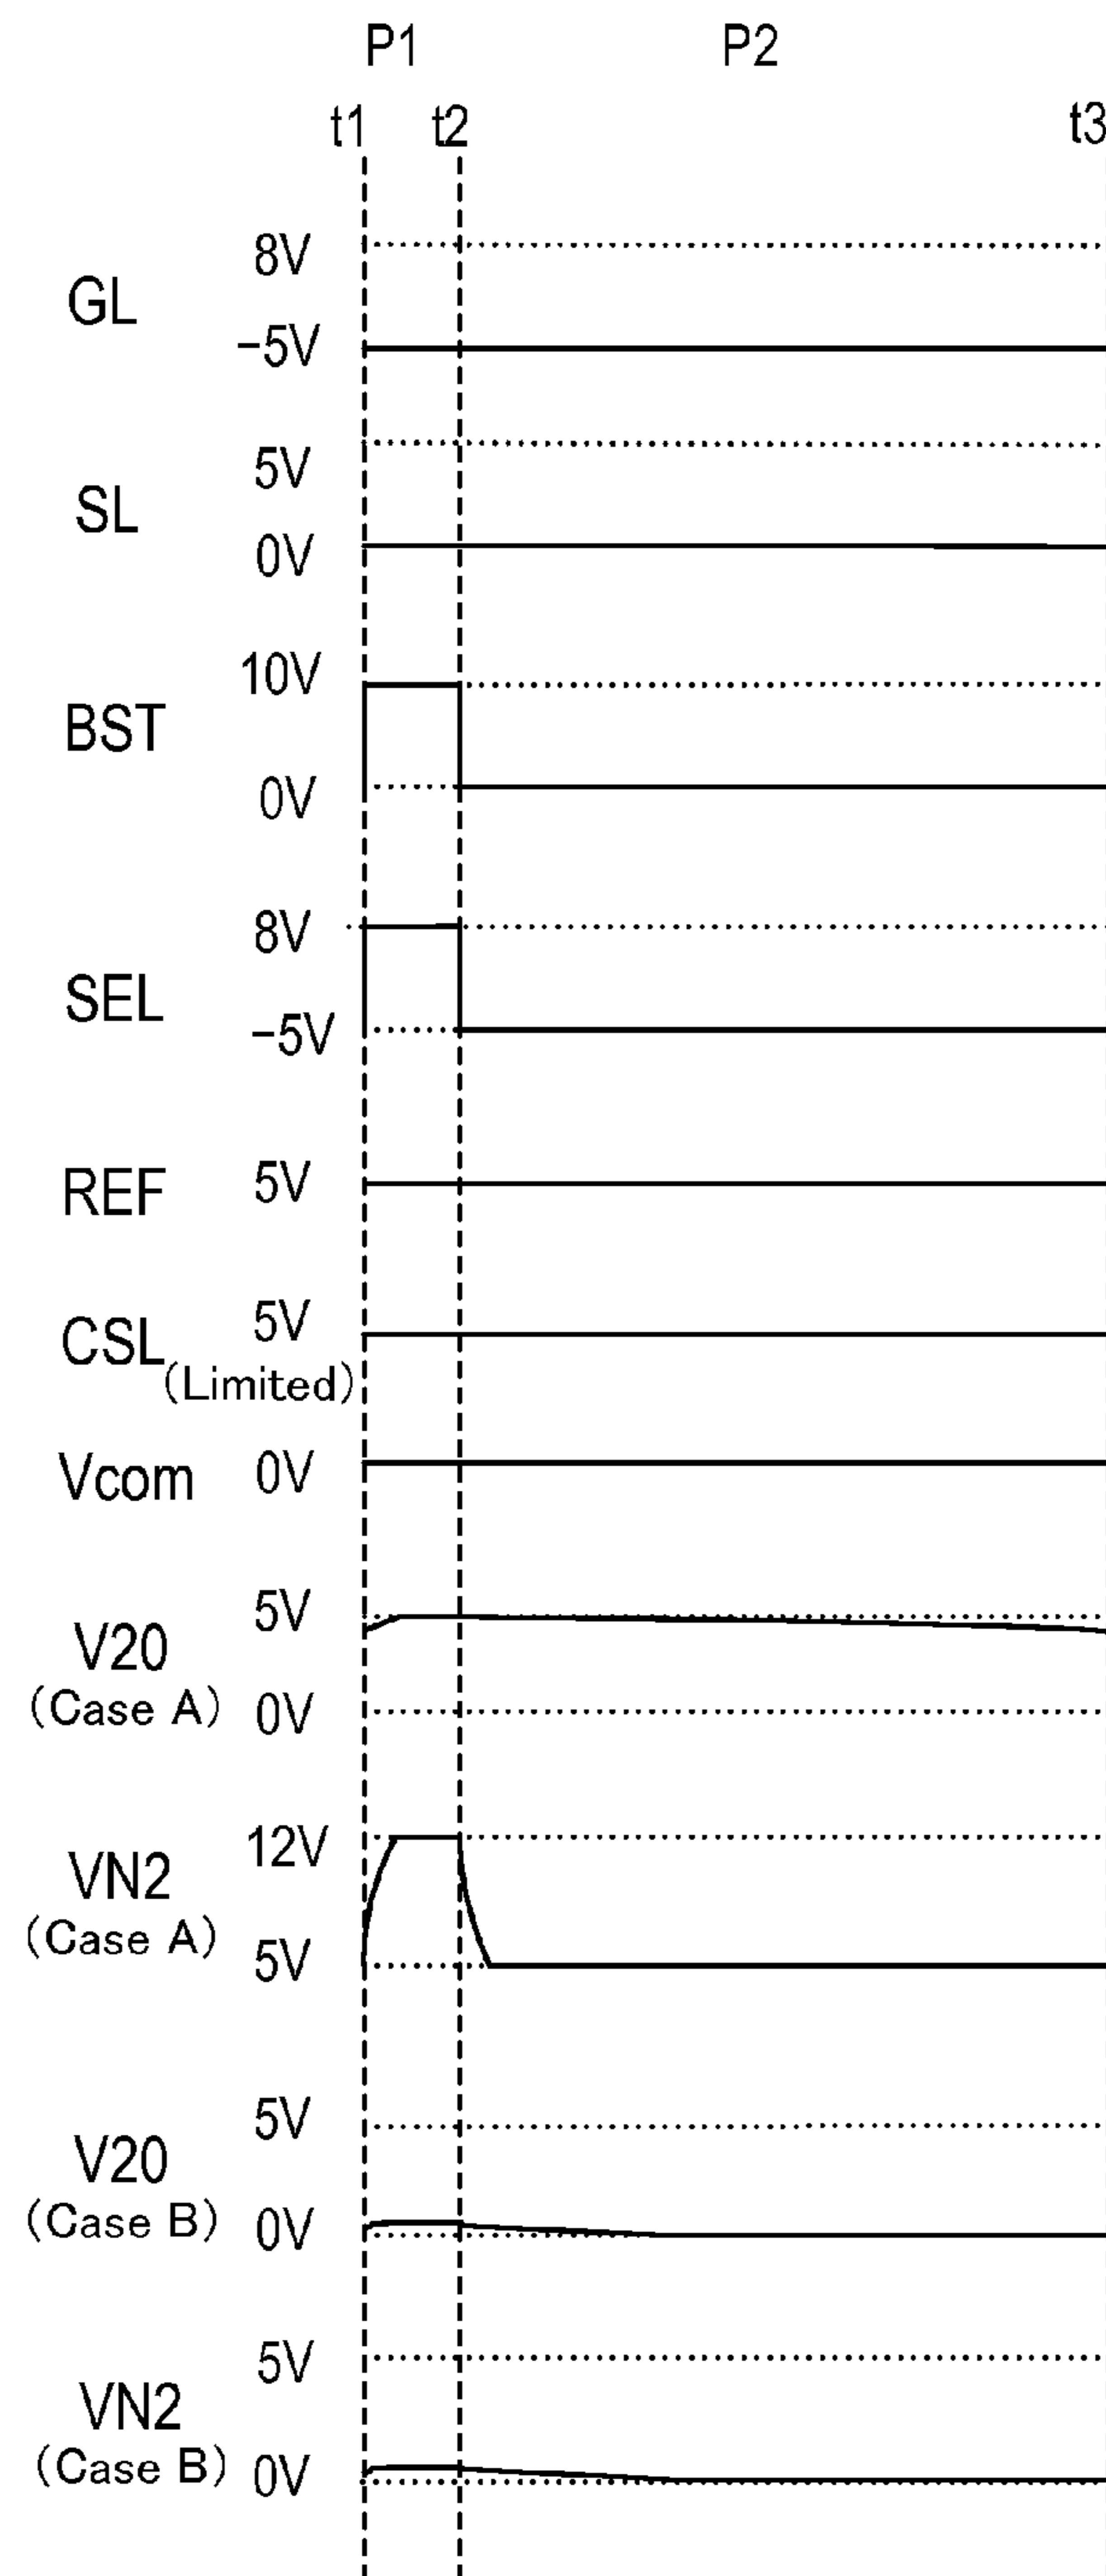 P1 P2
t1 t2 t3
8V
GL
−5V
5V
SL
0V
10V
BST
0V
8V
SEL
−5V
REF 5V
5V
CSL
(Limited)
Vcom 0V
5V
V20
(Case A) 0V
12V
VN2
(Case A)
5V
5V
V20
(Case B) 0V
5V
VN2
(Case B) 0V